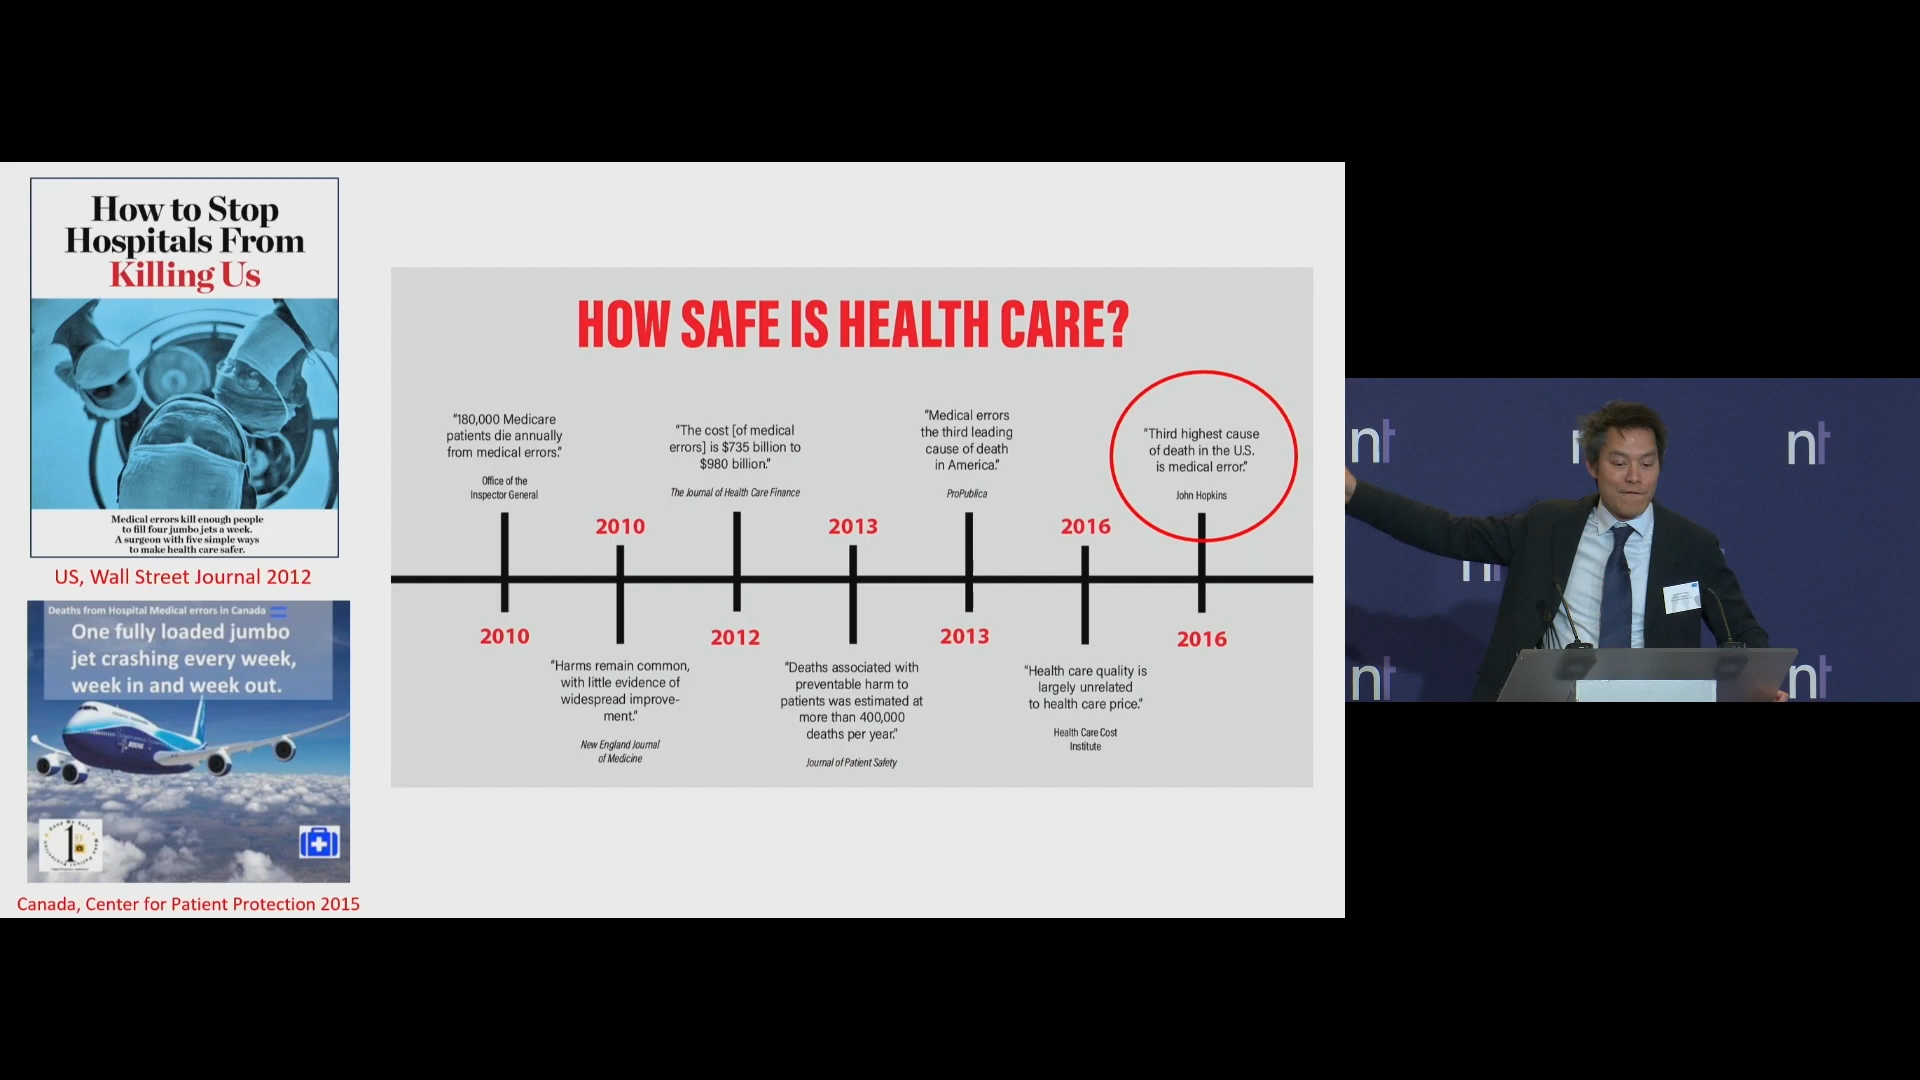 How to Stop
Hospitals From
Killing Us
Medical errors kill enough people
to fill four jumbo jets a week.
A surgeon with five simple ways
to make health care safer.
US, Wall Street Journal 2012
Deaths from Hospital Medical errors in Canada
One fully loaded jumbo
jet crashing every week,
week in and week out.
BOEING
1
Canada, Center for Patient Protection 2015
HOW SAFE IS HEALTH CARE?
"180,000 Medicare
patients die annually
from medical errors."
Office of the
Inspector General
2010
2010
"Harms remain common,
with little evidence of
widespread improve-
ment."
New England Journal
of Medicine
"The cost [of medical
errors] is $735 billion to
$980 billion."
The Journal of Health Care Finance
2012
2013
"Deaths associated with
preventable harm to
patients was estimated at
more than 400,000
deaths per year."
Journal of Patient Safety
"Medical errors
the third leading
cause of death
in America."
ProPublica
2013
2016
"Health care quality is
largely unrelated
to health care price."
Health Care Cost
Institute
"Third highest cause
of death in the U.S.
is medical error."
John Hopkins
2016
nt
nt
nt
nt
nt